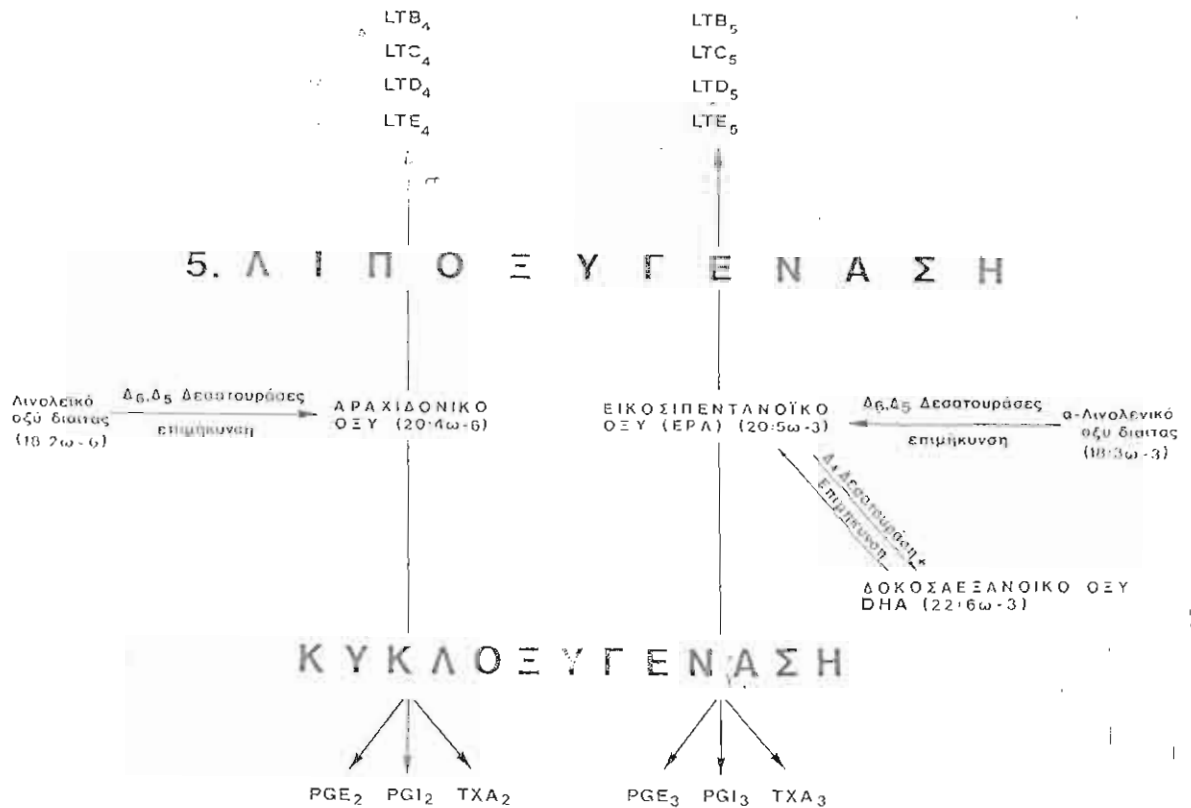 LTB₄ LTB₅
LTC₄ LTC₅
LTD₄ LTD₅
LTE₄ LTE₅
5. ΛΙΠΟΞΥΓΕΝΑΣΗ
Λινολεϊκό
οξύ διαιτας
(18:2ω-6)
Δ₆,Δ₅ Δεσατουράσες
επιμήκυνση
ΑΡΑΧΙΔΟΝΙΚΟ
ΟΞΥ (20:4ω-6)
ΕΙΚΟΣΙΠΕΝΤΑΝΟΪΚΟ
ΟΞΥ (ΕΡΑ) (20:5ω-3)
Δ₆,Δ₅ Δεσατουράσες
επιμήκυνση
α-Λινολενικό
οξυ διαιτας
(18:3ω-3)
Δ₄ Δεσατουράση*
Επιμήκυνση
ΔΟΚΟΣΑΕΞΑΝΟΙΚΟ ΟΞΥ
DHA (22:6ω-3)
ΚΥΚΛΟΞΥΓΕΝΑΣΗ
PGE₂ PGI₂ TXA₂ PGE₃ PGI₃ TXA₃